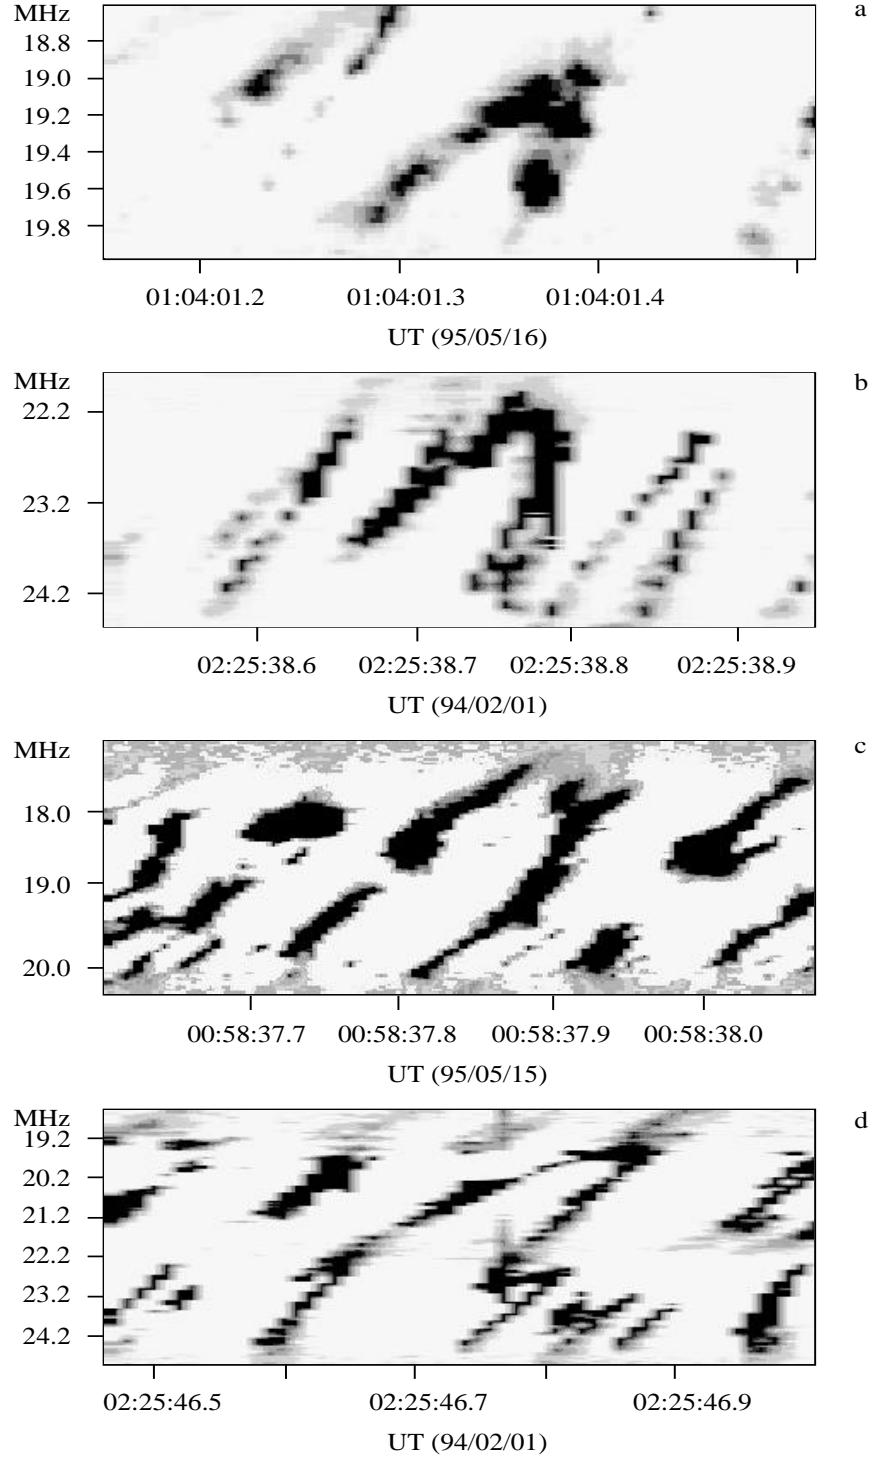 MHz
a
18.8
19.0
19.2
19.4
19.6
19.8
01:04:01.2 01:04:01.3 01:04:01.4
UT (95/05/16)
MHz
b
22.2
23.2
24.2
02:25:38.6 02:25:38.7 02:25:38.8 02:25:38.9
UT (94/02/01)
MHz
c
18.0
19.0
20.0
00:58:37.7 00:58:37.8 00:58:37.9 00:58:38.0
UT (95/05/15)
MHz
d
19.2
20.2
21.2
22.2
23.2
24.2
02:25:46.5 02:25:46.7 02:25:46.9
UT (94/02/01)